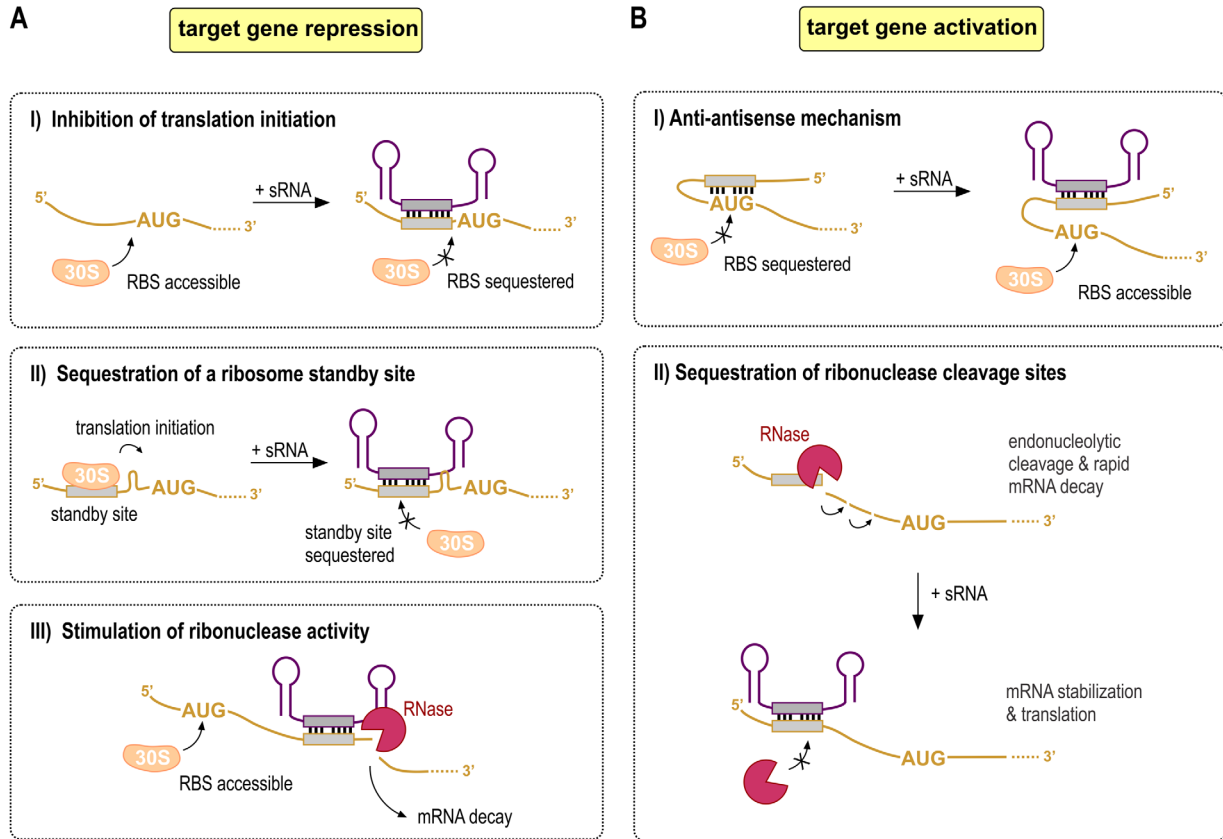 A
target gene repression
I) Inhibition of translation initiation
5’
AUG
3’
30S
RBS accessible
+ sRNA
5’
AUG
3’
30S
RBS sequestered
II) Sequestration of a ribosome standby site
translation initiation
30S
5’
AUG
3’
standby site
+ sRNA
5’
AUG
3’
standby site
sequestered
30S
III) Stimulation of ribonuclease activity
5’
AUG
30S
RBS accessible
RNase
3’
mRNA decay
B
target gene activation
I) Anti-antisense mechanism
5’
AUG
3’
30S
RBS sequestered
+ sRNA
5’
AUG
3’
30S
RBS accessible
II) Sequestration of ribonuclease cleavage sites
RNase
5’
AUG
3’
endonucleolytic
cleavage & rapid
mRNA decay
+ sRNA
5’
AUG
3’
mRNA stabilization
& translation